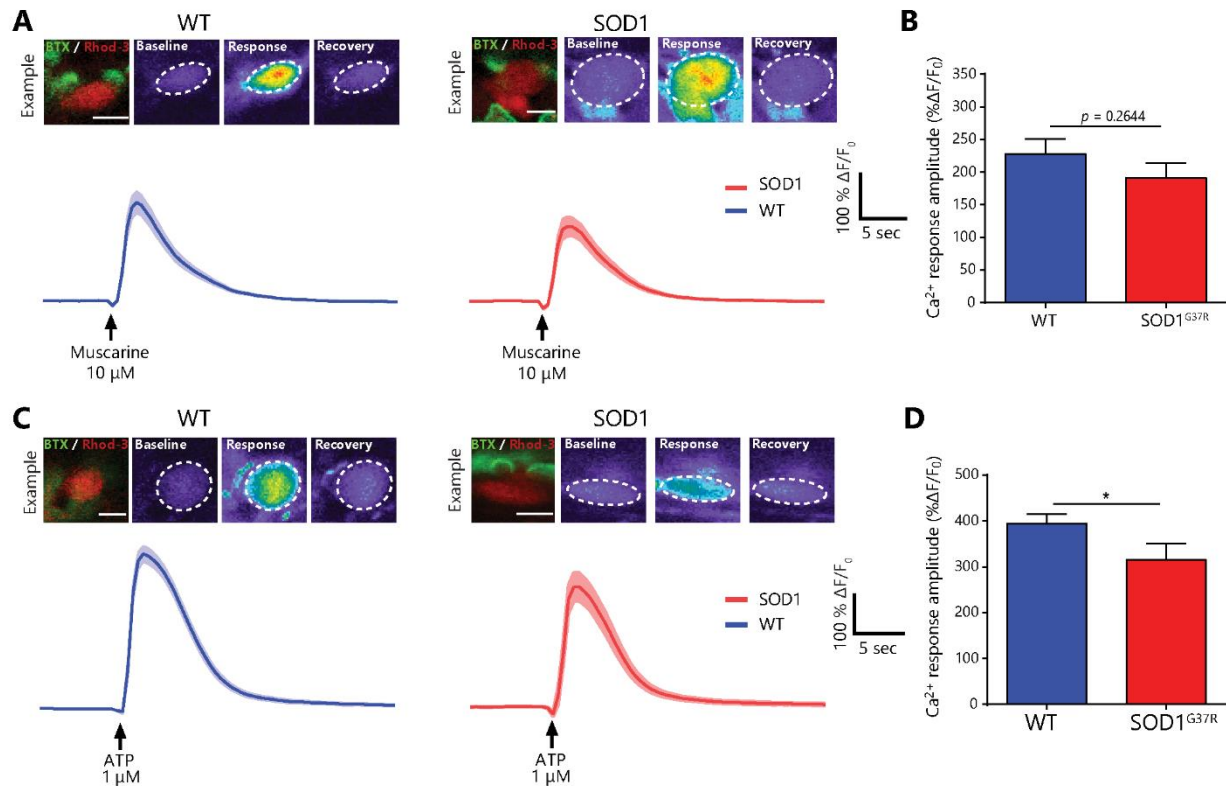 A
WT
SOD1
B
Example
BTX / Rhod-3
Baseline
Response
Recovery
Example
BTX / Rhod-3
Baseline
Response
Recovery
SOD1
WT
100 % ΔF/F₀
5 sec
Muscarine
10 µM
Muscarine
10 µM
Ca²⁺ response amplitude (%ΔF/F₀)
350
300
250
200
150
100
50
0
p = 0.2644
WT
SOD1ᴳ³⁷ᴿ
C
WT
SOD1
D
Example
BTX / Rhod-3
Baseline
Response
Recovery
Example
BTX / Rhod-3
Baseline
Response
Recovery
SOD1
WT
100 % ΔF/F₀
5 sec
ATP
1 µM
ATP
1 µM
Ca²⁺ response amplitude (%ΔF/F₀)
500
400
300
200
100
0
*
WT
SOD1ᴳ³⁷ᴿ